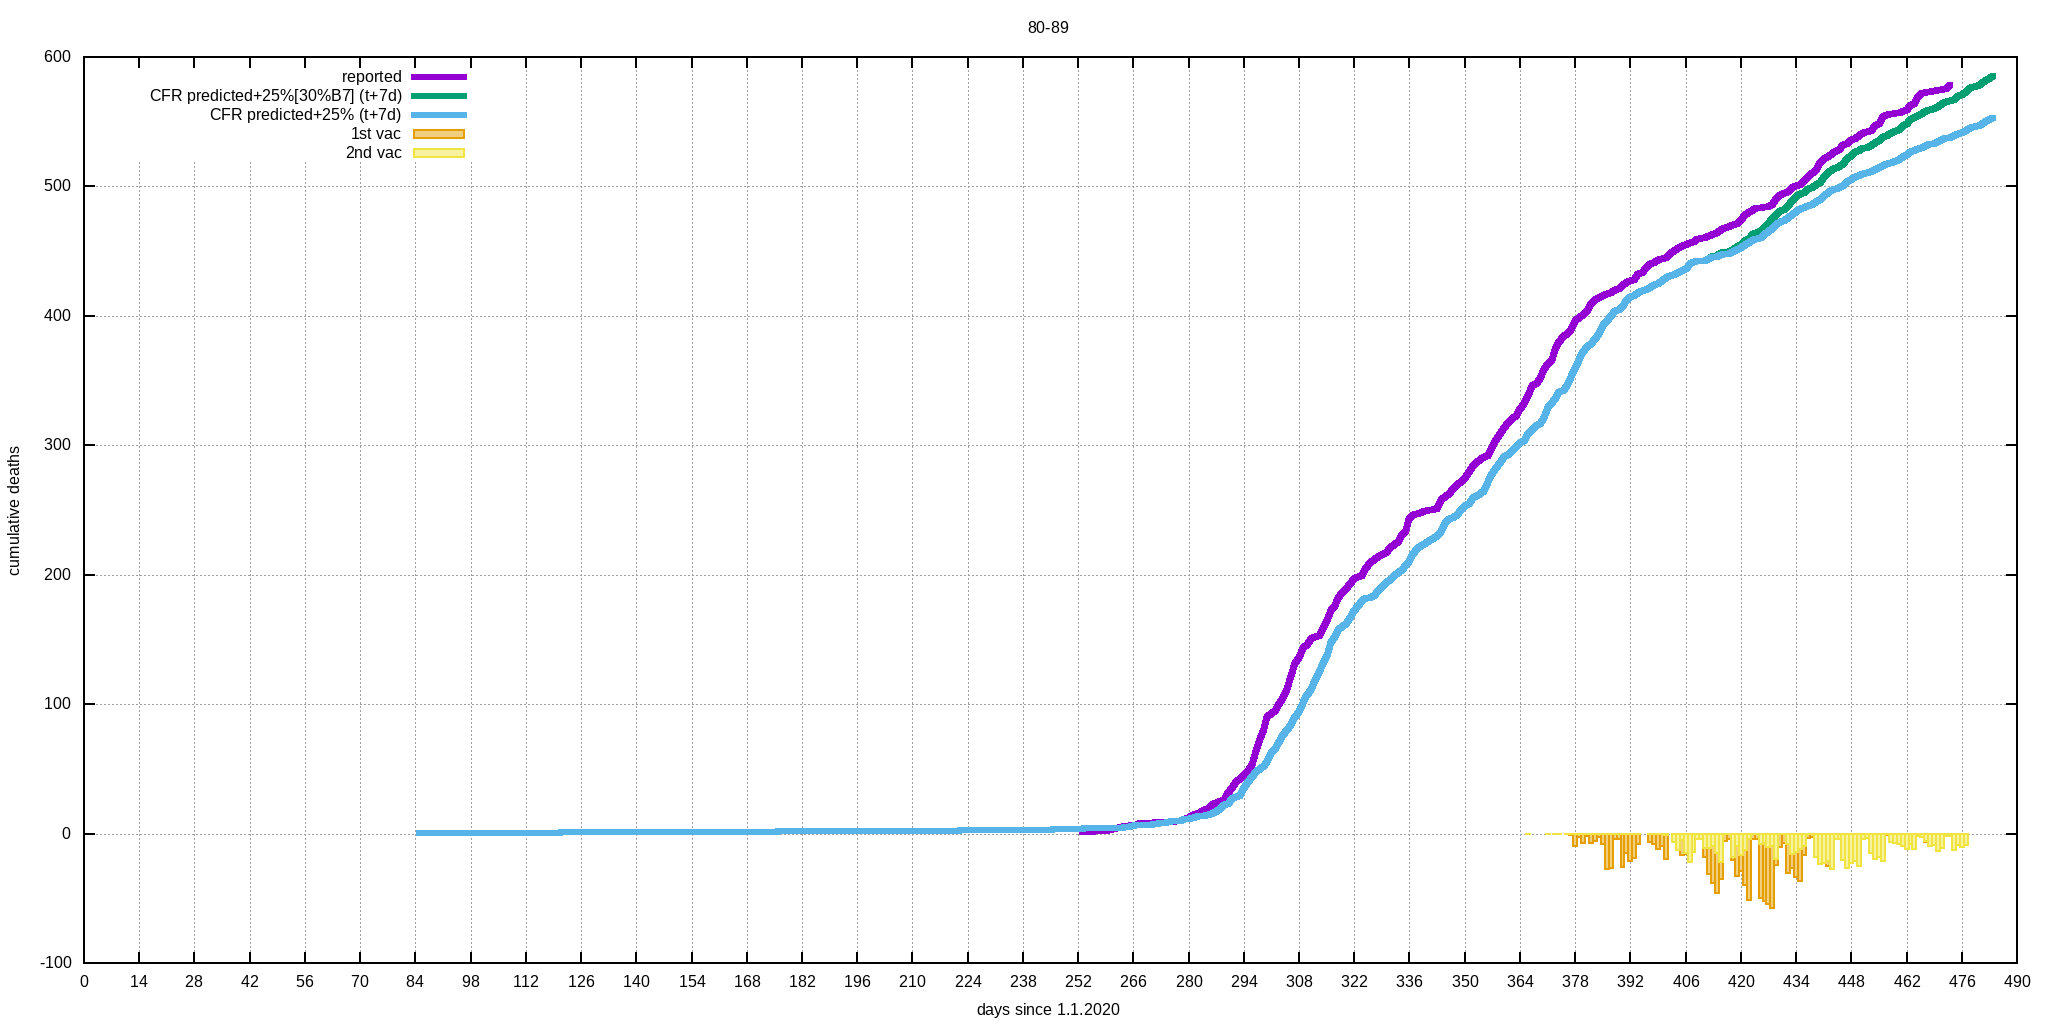 80-89
reported
CFR predicted+25%[30%B7] (t+7d)
CFR predicted+25% (t+7d)
1st vac
2nd vac
600
500
400
300
200
100
0
-100
cumulative deaths
0 14 28 42 56 70 84 98 112 126 140 154 168 182 196 210 224 238 252 266 280 294 308 322 336 350 364 378 392 406 420 434 448 462 476 490
days since 1.1.2020